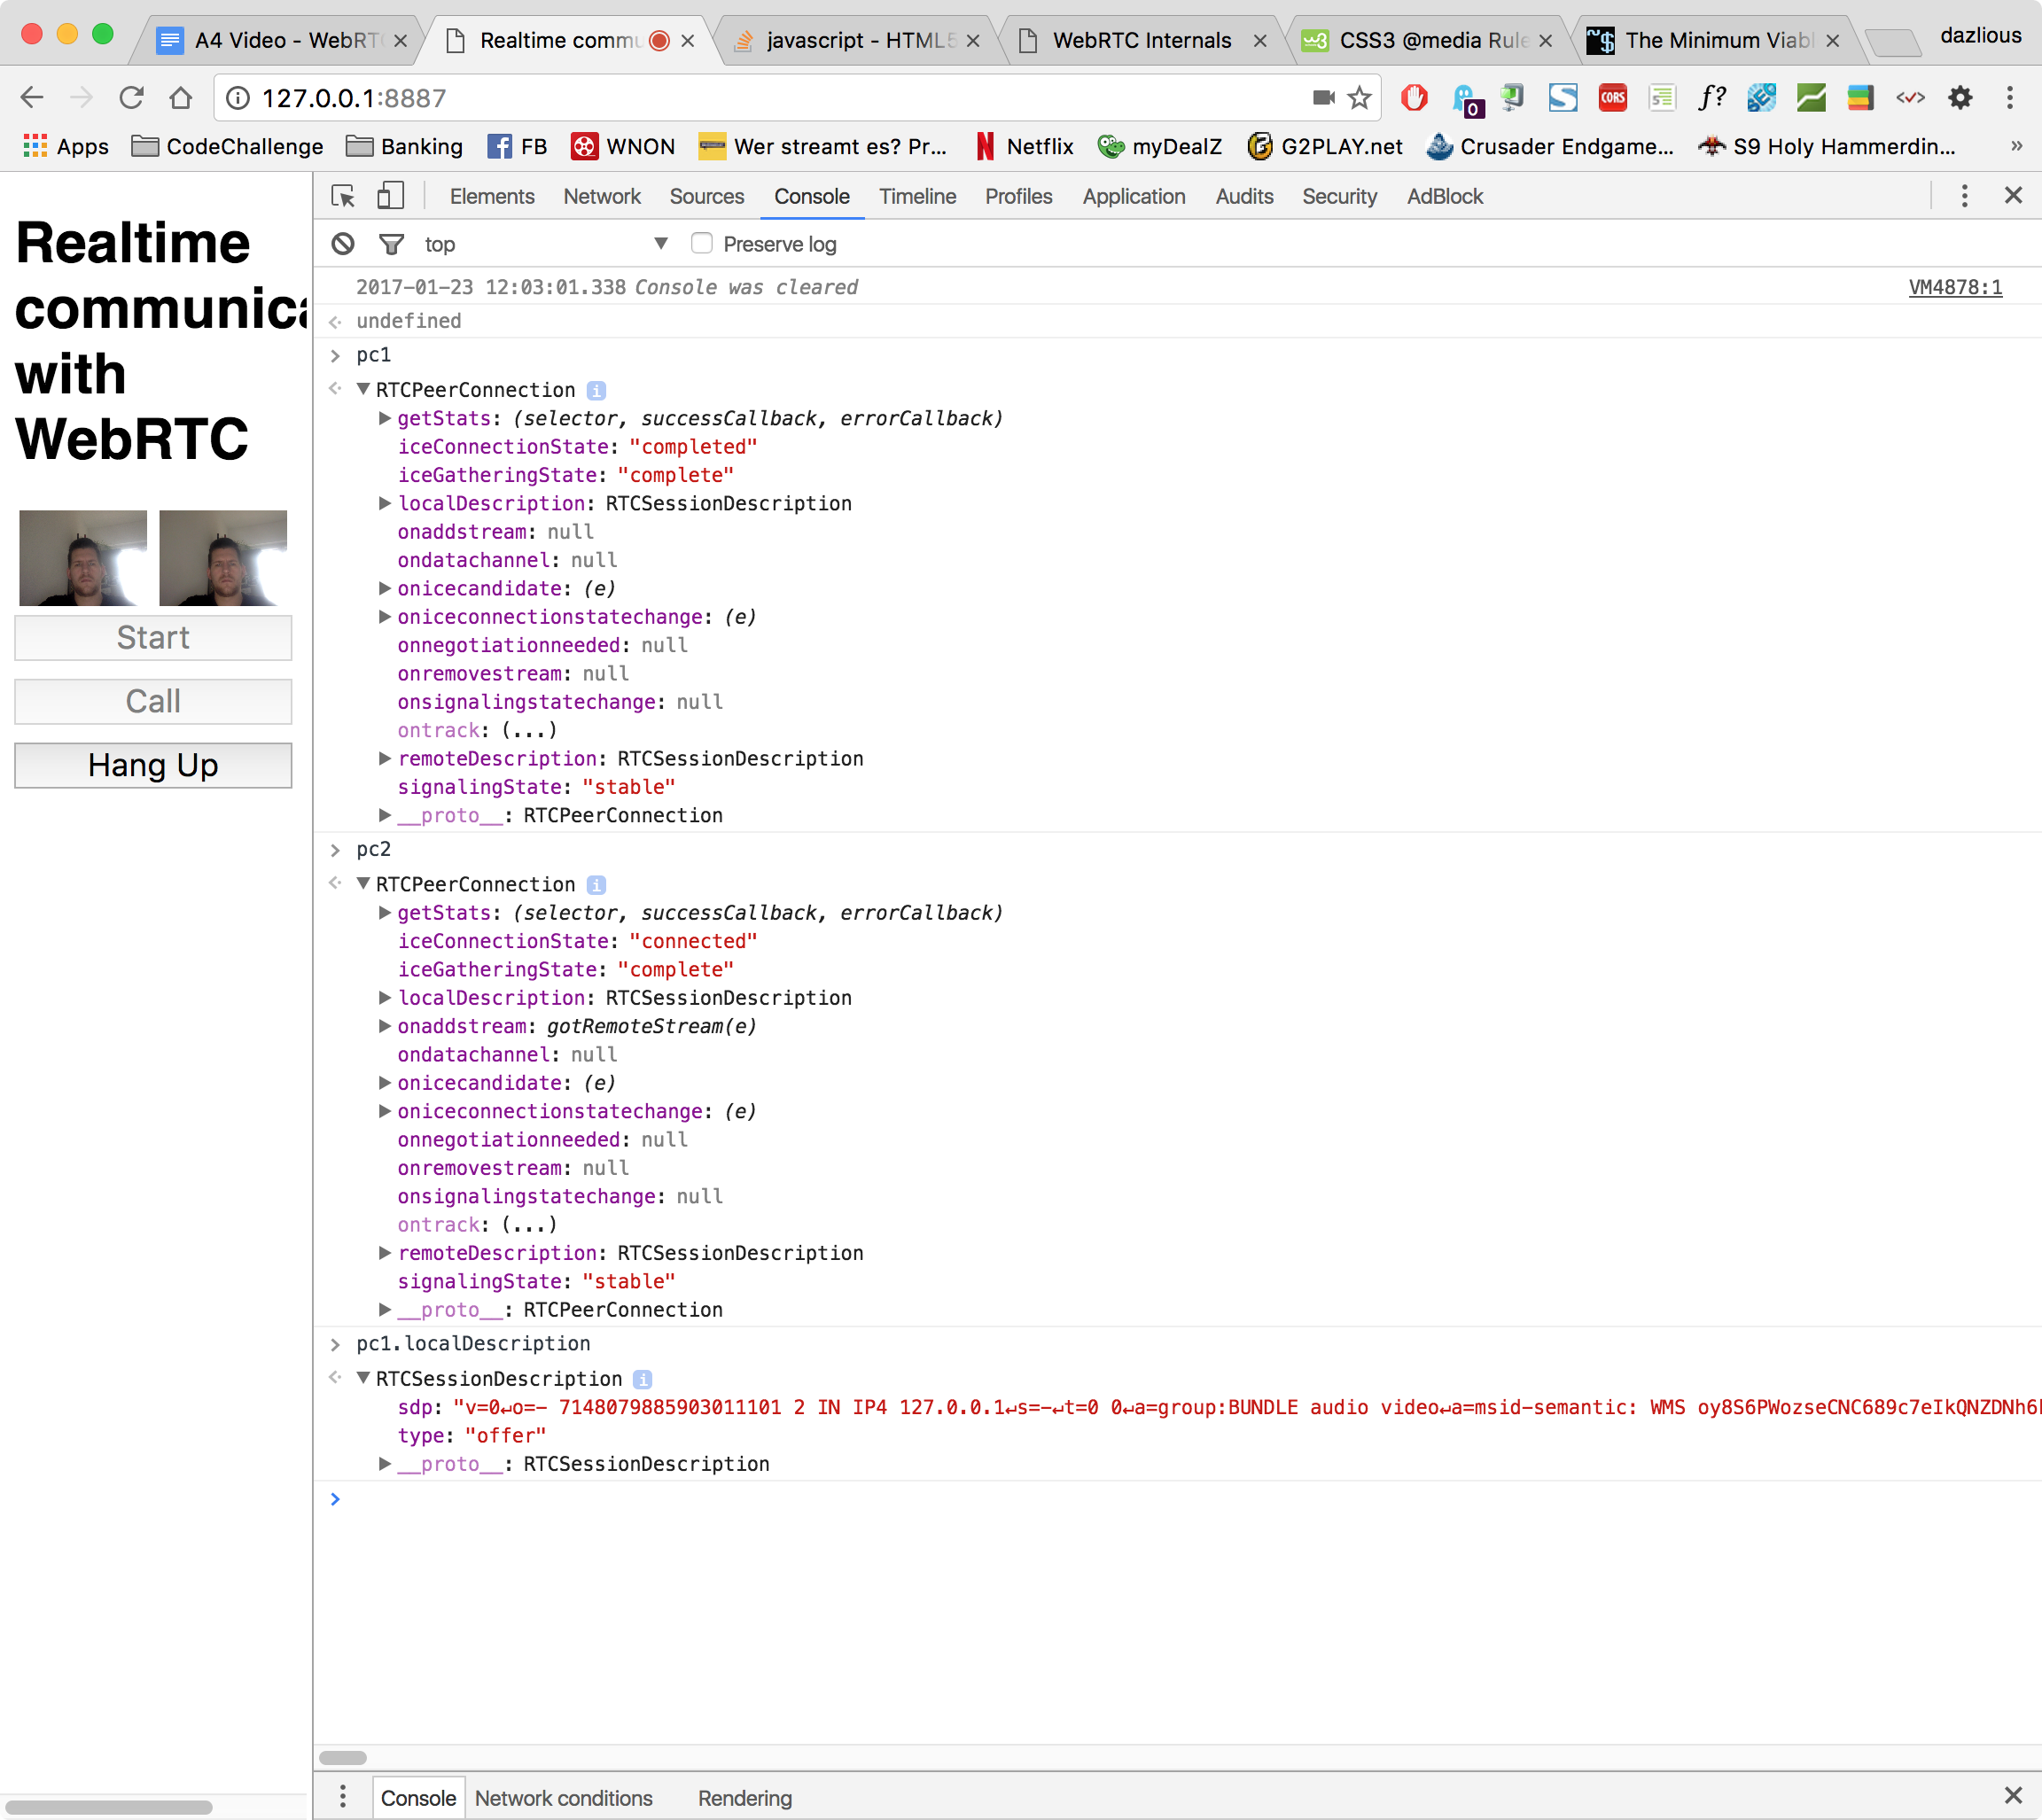 A4 Video - WebRT
Realtime commu
javascript - HTML5
WebRTC Internals
CSS3 @media Rule
The Minimum Viabl
dazlious
127.0.0.1:8887
Apps
CodeChallenge
Banking
FB
WNON
Wer streamt es? Pr...
Netflix
myDealZ
G2PLAY.net
Crusader Endgame...
S9 Holy Hammerdin...
»
Realtime
communica
with
WebRTC
Start
Call
Hang Up
Elements Network Sources Console Timeline Profiles Application Audits Security AdBlock
top Preserve log
2017-01-23 12:03:01.338 Console was cleared VM4878:1
undefined
pc1
RTCPeerConnection
getStats: (selector, successCallback, errorCallback)
iceConnectionState: "completed"
iceGatheringState: "complete"
localDescription: RTCSessionDescription
onaddstream: null
ondatachannel: null
onicecandidate: (e)
oniceconnectionstatechange: (e)
onnegotiationneeded: null
onremovestream: null
onsignalingstatechange: null
ontrack: (...)
remoteDescription: RTCSessionDescription
signalingState: "stable"
__proto__: RTCPeerConnection
pc2
RTCPeerConnection
getStats: (selector, successCallback, errorCallback)
iceConnectionState: "connected"
iceGatheringState: "complete"
localDescription: RTCSessionDescription
onaddstream: gotRemoteStream(e)
ondatachannel: null
onicecandidate: (e)
oniceconnectionstatechange: (e)
onnegotiationneeded: null
onremovestream: null
onsignalingstatechange: null
ontrack: (...)
remoteDescription: RTCSessionDescription
signalingState: "stable"
__proto__: RTCPeerConnection
pc1.localDescription
RTCSessionDescription
sdp: "v=0↵o=- 7148079885903011101 2 IN IP4 127.0.0.1↵s=-↵t=0 0↵a=group:BUNDLE audio video↵a=msid-semantic: WMS oy8S6PWozseCNC689c7eIkQNZDNh6
type: "offer"
__proto__: RTCSessionDescription
Console Network conditions Rendering